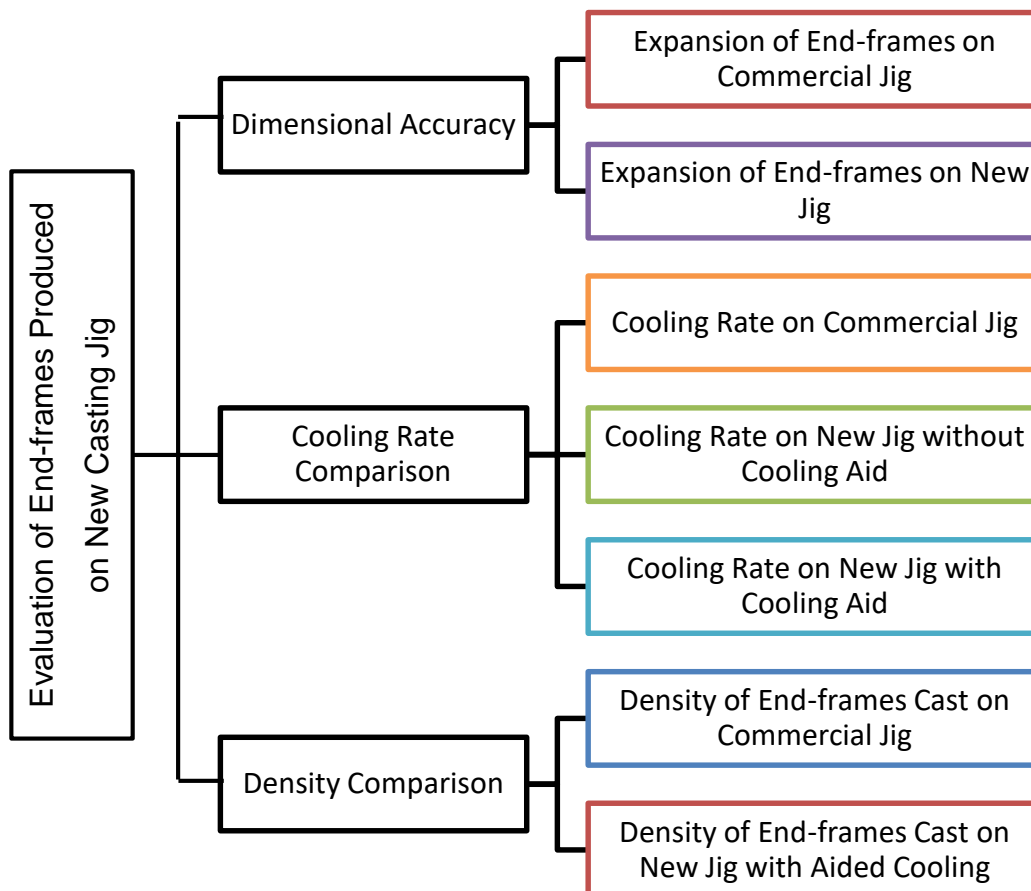 Evaluation of End-frames Produced
on New Casting Jig
Dimensional Accuracy
Expansion of End-frames on
Commercial Jig
Expansion of End-frames on New
Jig
Cooling Rate
Comparison
Cooling Rate on Commercial Jig
Cooling Rate on New Jig without
Cooling Aid
Cooling Rate on New Jig with
Cooling Aid
Density Comparison
Density of End-frames Cast on
Commercial Jig
Density of End-frames Cast on
New Jig with Aided Cooling